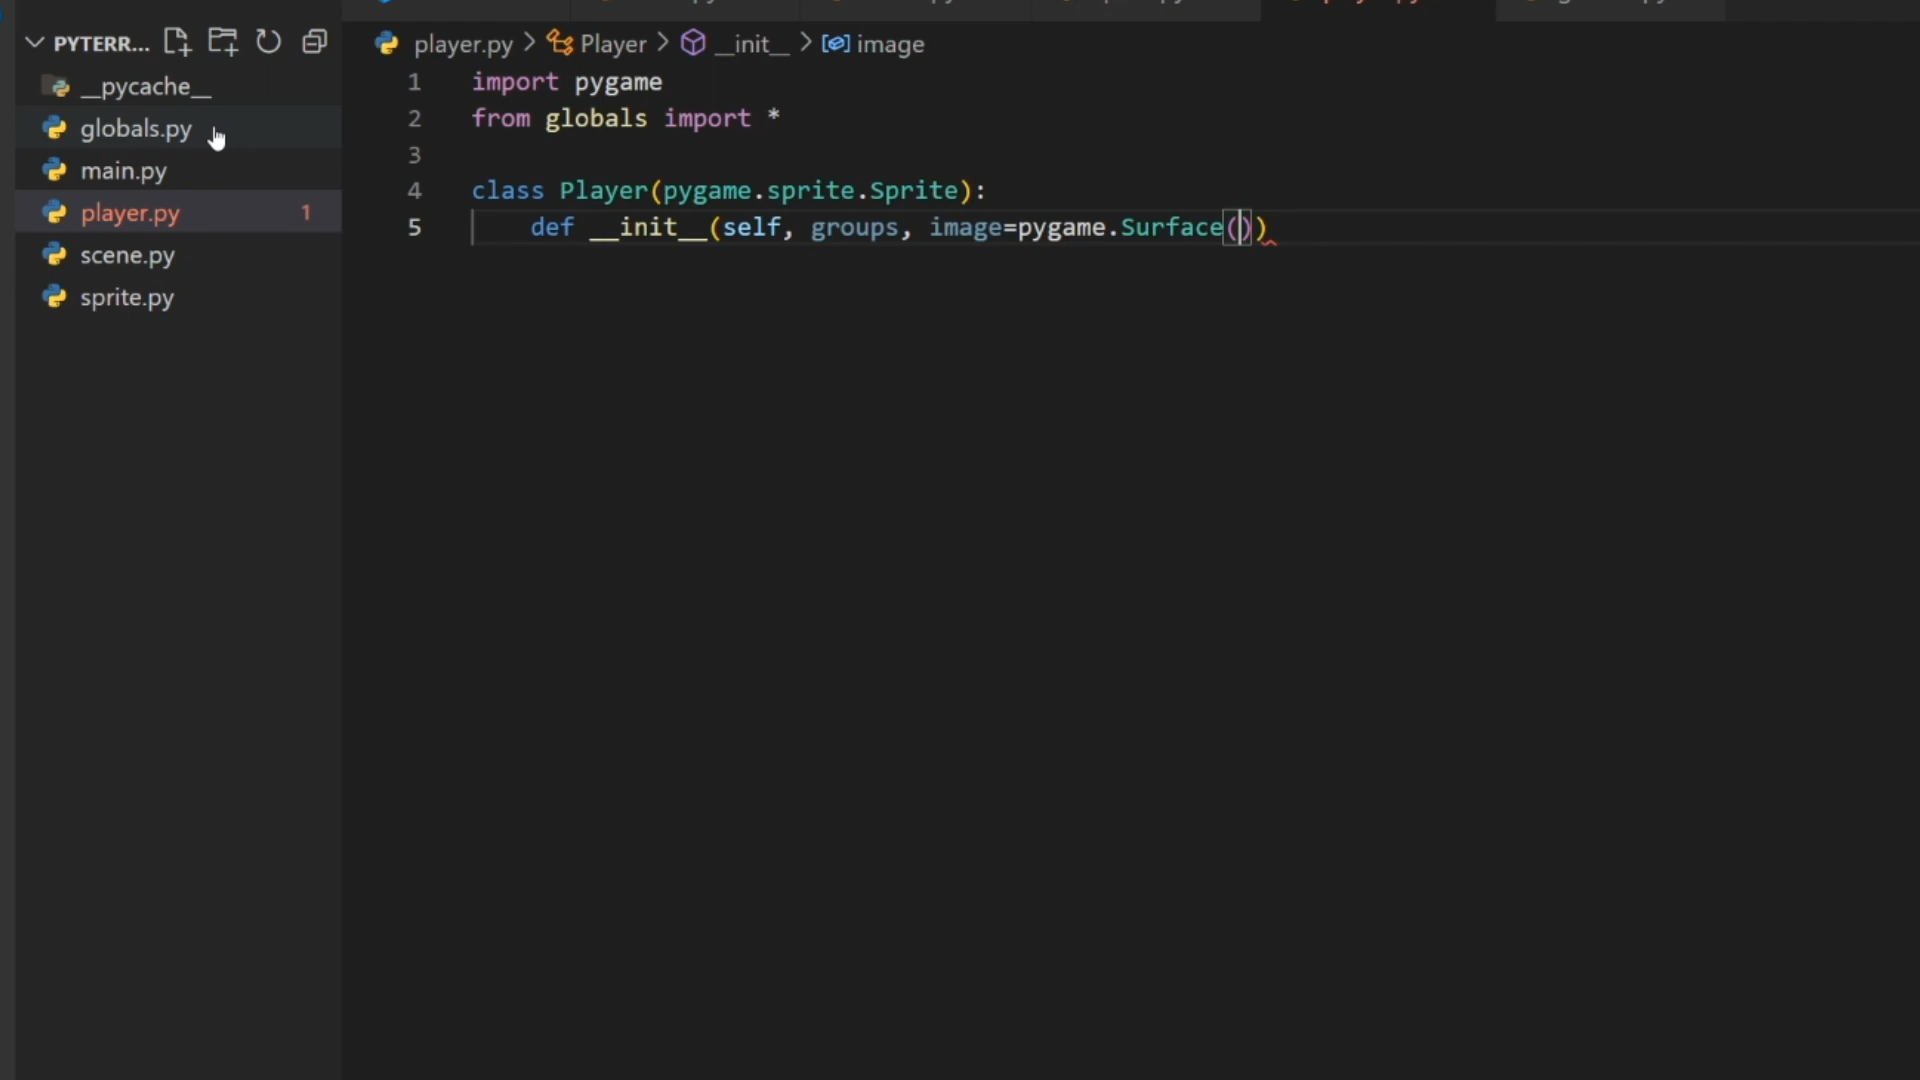 PYTERR...
__pycache__
globals.py
main.py
player.py 1
scene.py
sprite.py
player.py > Player > __init__ > image
1 import pygame
2 from globals import *
3
4 class Player(pygame.sprite.Sprite):
5 def __init__(self, groups, image=pygame.Surface())